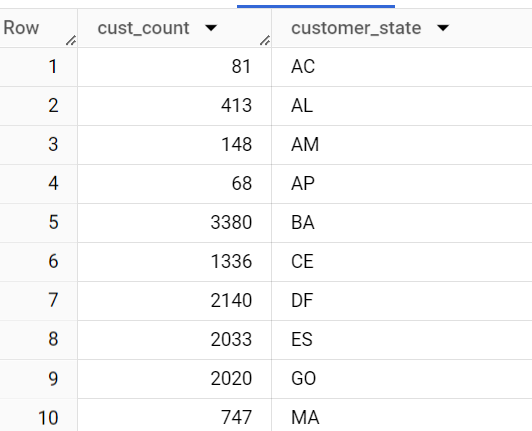 Row cust_count customer_state
1 81 AC
2 413 AL
3 148 AM
4 68 AP
5 3380 BA
6 1336 CE
7 2140 DF
8 2033 ES
9 2020 GO
10 747 MA